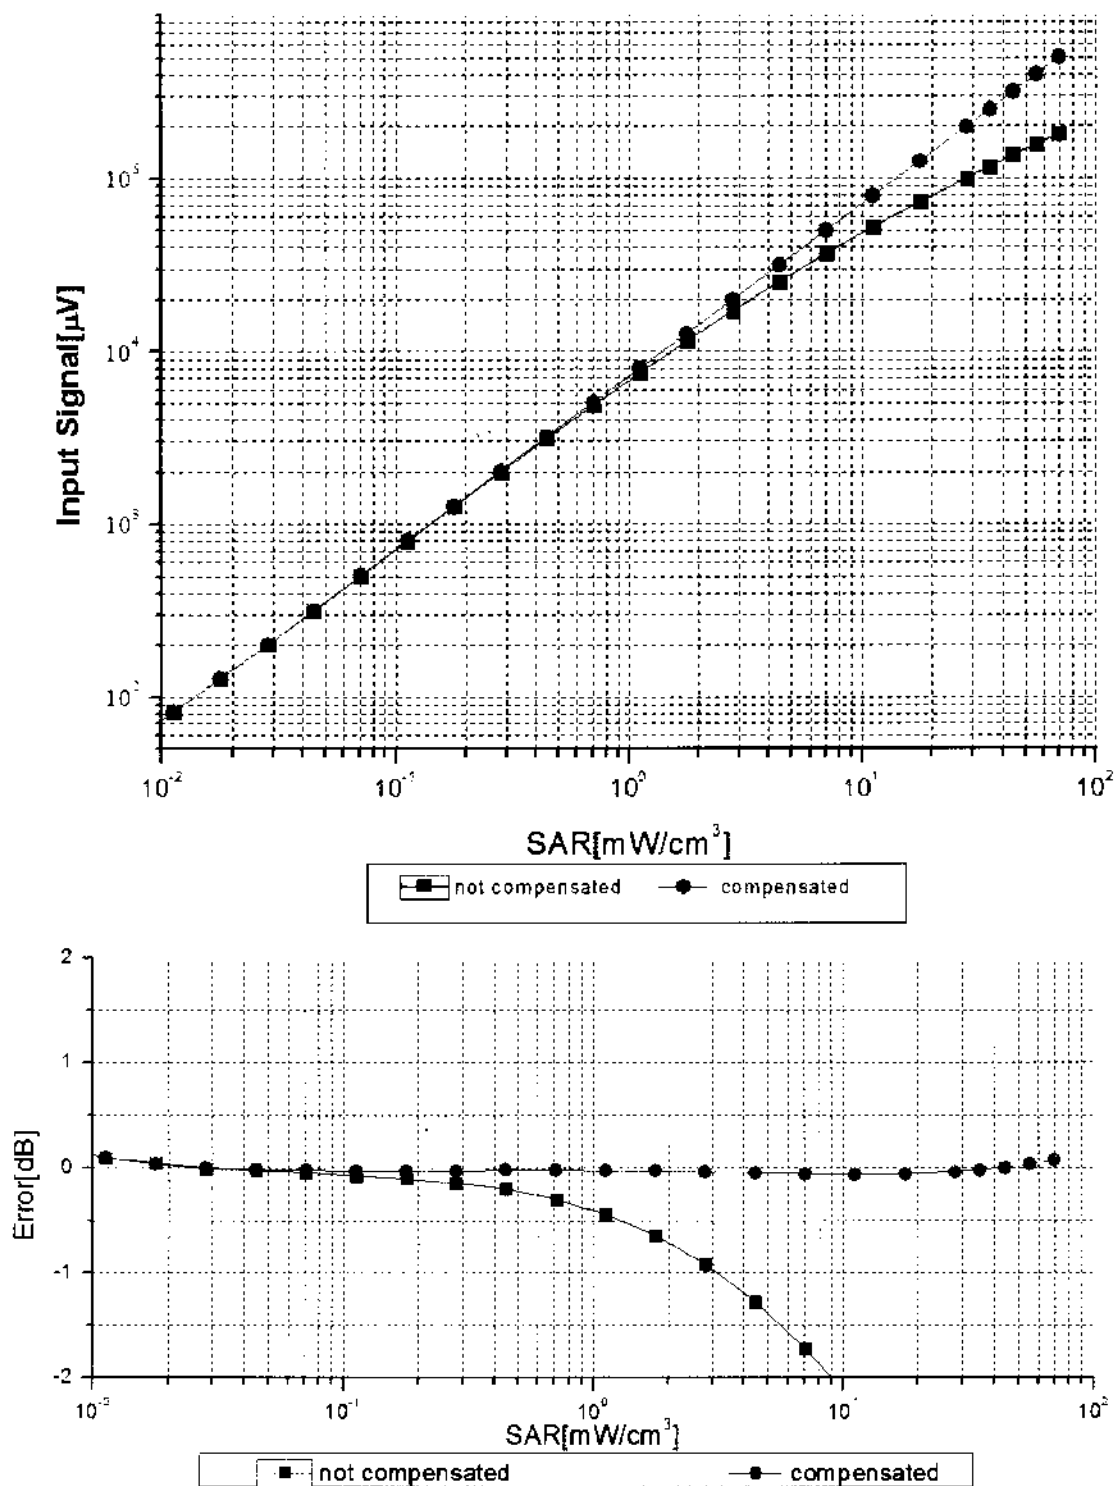 10⁵
10⁴
10³
10²
Input Signal[µV]
10⁻² 10⁻¹ 10⁰ 10¹ 10²
SAR[mW/cm³]
not compensated compensated
2
1
0
-1
-2
Error[dB]
10⁻¹ 10⁰ 10¹ 10²
SAR[mW/cm³]
not compensated compensated